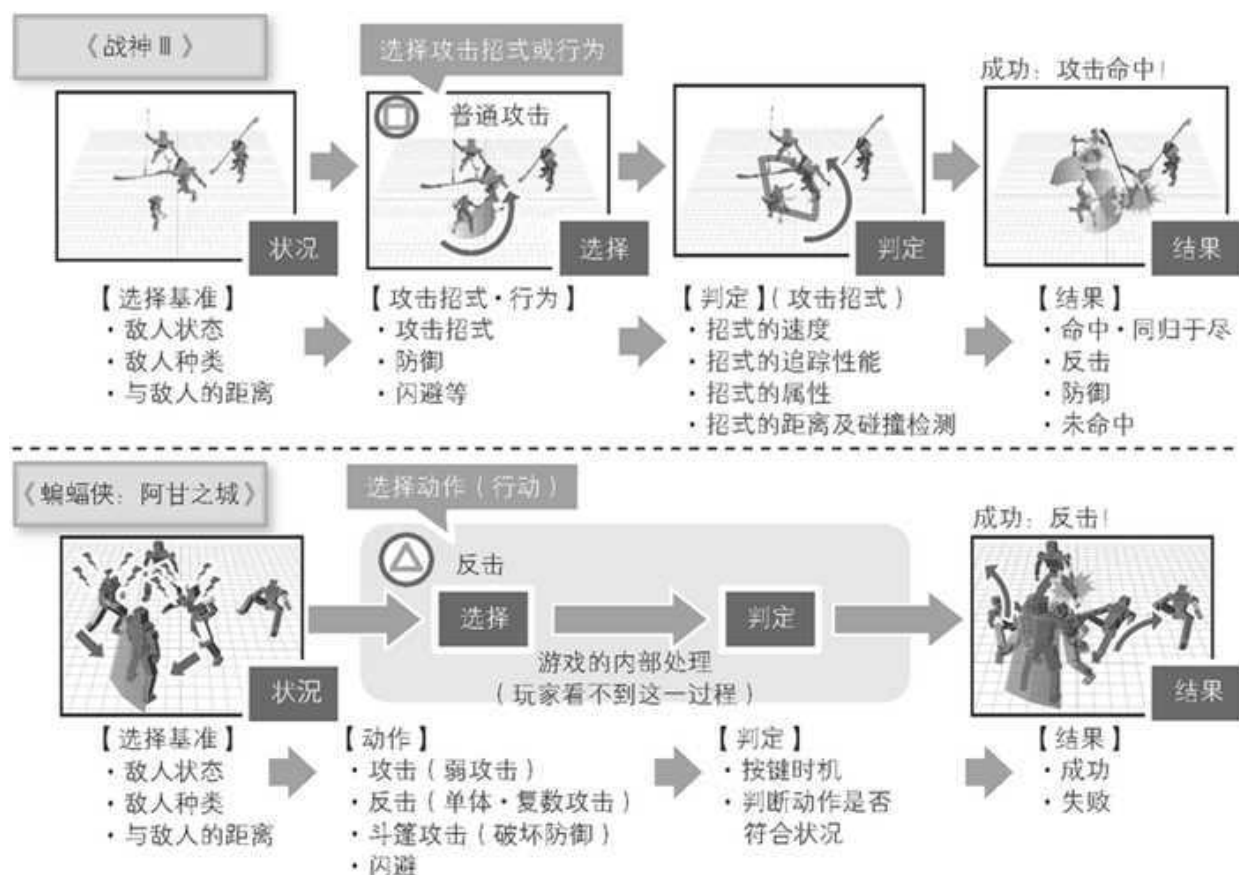 《战神Ⅲ》
选择攻击招式或行为
成功：攻击命中！
普通攻击
状况
选择
判定
结果
【选择基准】
・敌人状态
・敌人种类
・与敌人的距离
【攻击招式・行为】
・攻击招式
・防御
・闪避等
【判定】（攻击招式）
・招式的速度
・招式的追踪性能
・招式的属性
・招式的距离及碰撞检测
【结果】
・命中・同归于尽
・反击
・防御
・未命中
《蝙蝠侠：阿甘之城》
选择动作（行动）
成功：反击！
反击
选择
判定
游戏的内部处理
（玩家看不到这一过程）
状况
结果
【选择基准】
・敌人状态
・敌人种类
・与敌人的距离
【动作】
・攻击（弱攻击）
・反击（单体・复数攻击）
・斗篷攻击（破坏防御）
・闪避
【判定】
・按键时机
・判断动作是否
符合状况
【结果】
・成功
・失败